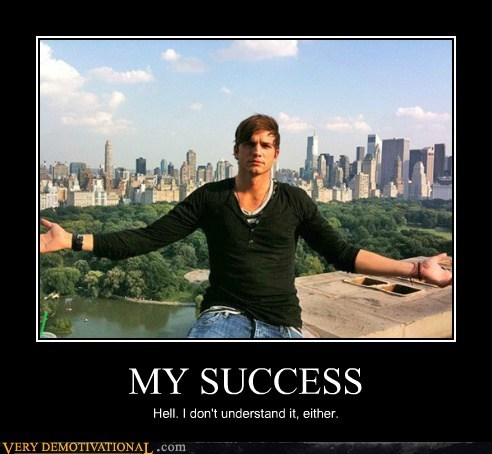 MY SUCCESS
Hell. I don't understand it, either.
VERY DEMOTIVATIONAL.com